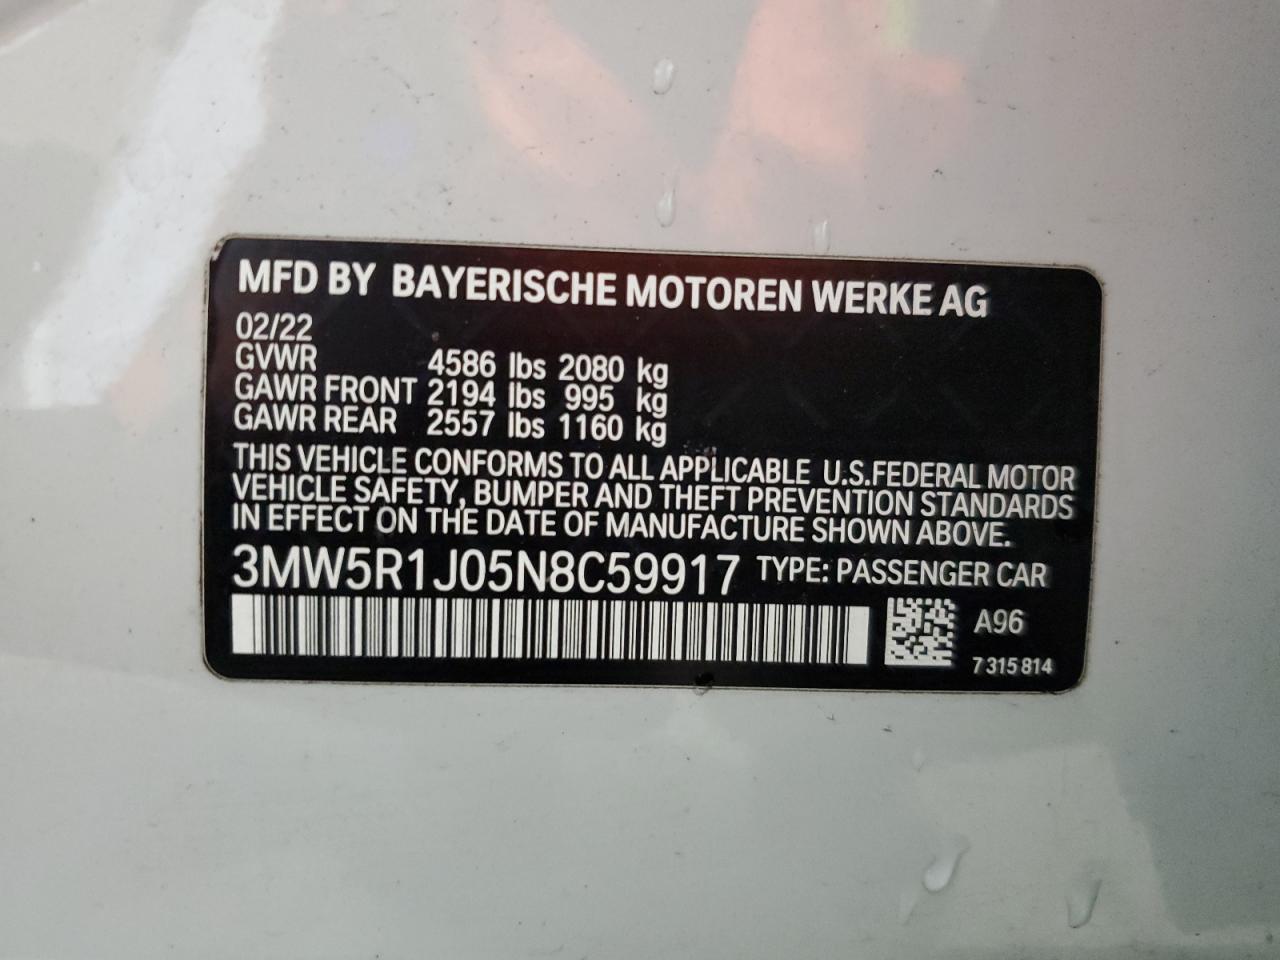 MFD BY BAYERISCHE MOTOREN WERKE AG
02/22
GVWR 4586 lbs 2080 kg
GAWR FRONT 2194 lbs 995 kg
GAWR REAR 2557 lbs 1160 kg
THIS VEHICLE CONFORMS TO ALL APPLICABLE U.S.FEDERAL MOTOR
VEHICLE SAFETY, BUMPER AND THEFT PREVENTION STANDARDS
IN EFFECT ON THE DATE OF MANUFACTURE SHOWN ABOVE.
3MW5R1J05N8C59917 TYPE: PASSENGER CAR
A96
7 315 814